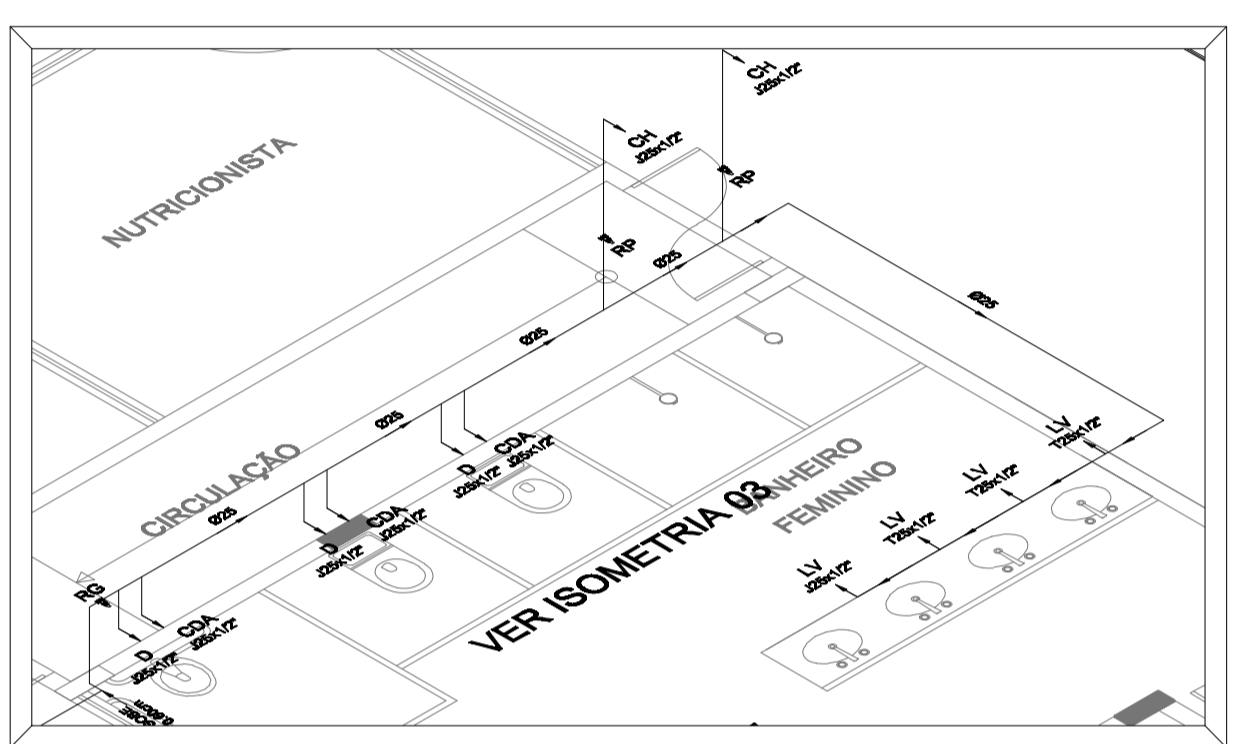 CH
J25x1/2"
CH
J25x1/2"
NUTRICIONISTA
RP
RP
Ø25
Ø25
Ø25
Ø25
Ø25
CIRCULAÇÃO
D
J25x1/2"
CDA
J25x1/2"
D
J25x1/2"
CDA
J25x1/2"
RG
D
J25x1/2"
CDA
J25x1/2"
BANHEIRO
FEMININO
VER ISOMETRIA 03
LV
T25x1/2"
LV
T25x1/2"
LV
T25x1/2"
LV
J25x1/2"
SOBE